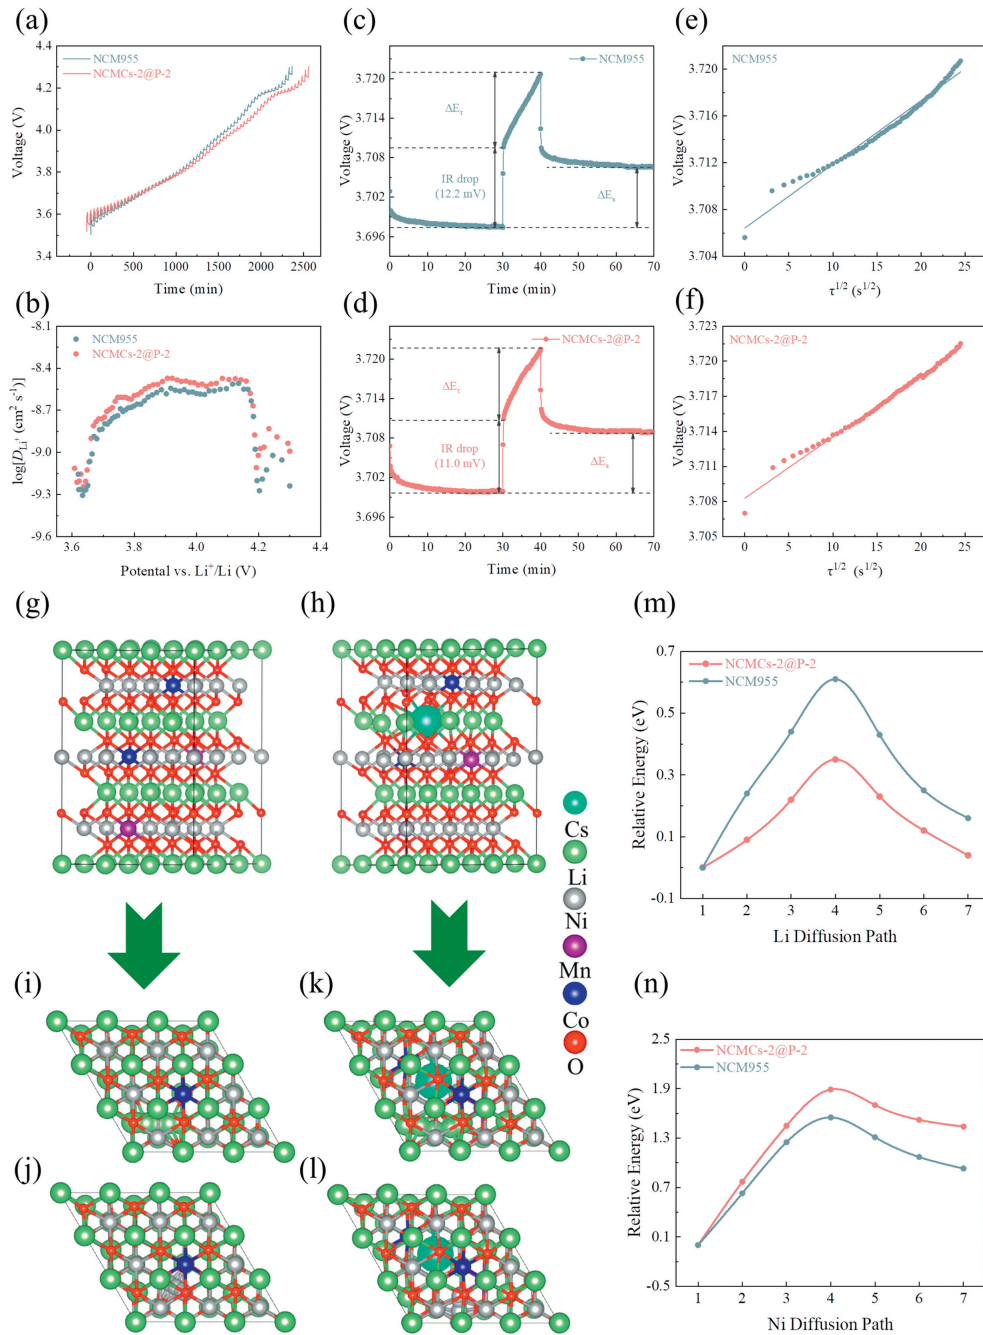 (a)
4.4
4.2
4.0
3.8
3.6
3.4
Voltage (V)
NCM955
NCMCs-2@P-2
0 500 1000 1500 2000 2500
Time (min)
(c)
3.720
3.714
3.708
3.702
3.696
Voltage (V)
NCM955
ΔEτ
IR drop
(12.2 mV)
ΔEs
0 10 20 30 40 50 60 70
Time (min)
(e)
3.720
3.716
3.712
3.708
3.704
Voltage (V)
NCM955
0 5 10 15 20 25
τ1/2 (s1/2)
(b)
-8.1
-8.4
-8.7
-9.0
-9.3
-9.6
log[DLi+ (cm2 s-1)
NCM955
NCMCs-2@P-2
3.6 3.8 4.0 4.2 4.4
Potental vs. Li+/Li (V)
(d)
3.720
3.714
3.708
3.702
3.696
Voltage (V)
NCMCs-2@P-2
ΔEτ
IR drop
(11.0 mV)
ΔEs
0 10 20 30 40 50 60 70
Time (min)
(f)
3.723
3.720
3.717
3.714
3.711
3.708
3.705
Voltage (V)
NCMCs-2@P-2
0 5 10 15 20 25
τ1/2 (s1/2)
(g)
(h)
Cs
Li
Ni
Mn
Co
O
(i)
(k)
(j)
(l)
(m)
0.7
0.5
0.3
0.1
-0.1
Relative Energy (eV)
NCMCs-2@P-2
NCM955
1 2 3 4 5 6 7
Li Diffusion Path
(n)
2.5
1.9
1.3
0.7
0.1
-0.5
Relative Energy (eV)
NCMCs-2@P-2
NCM955
1 2 3 4 5 6 7
Ni Diffusion Path